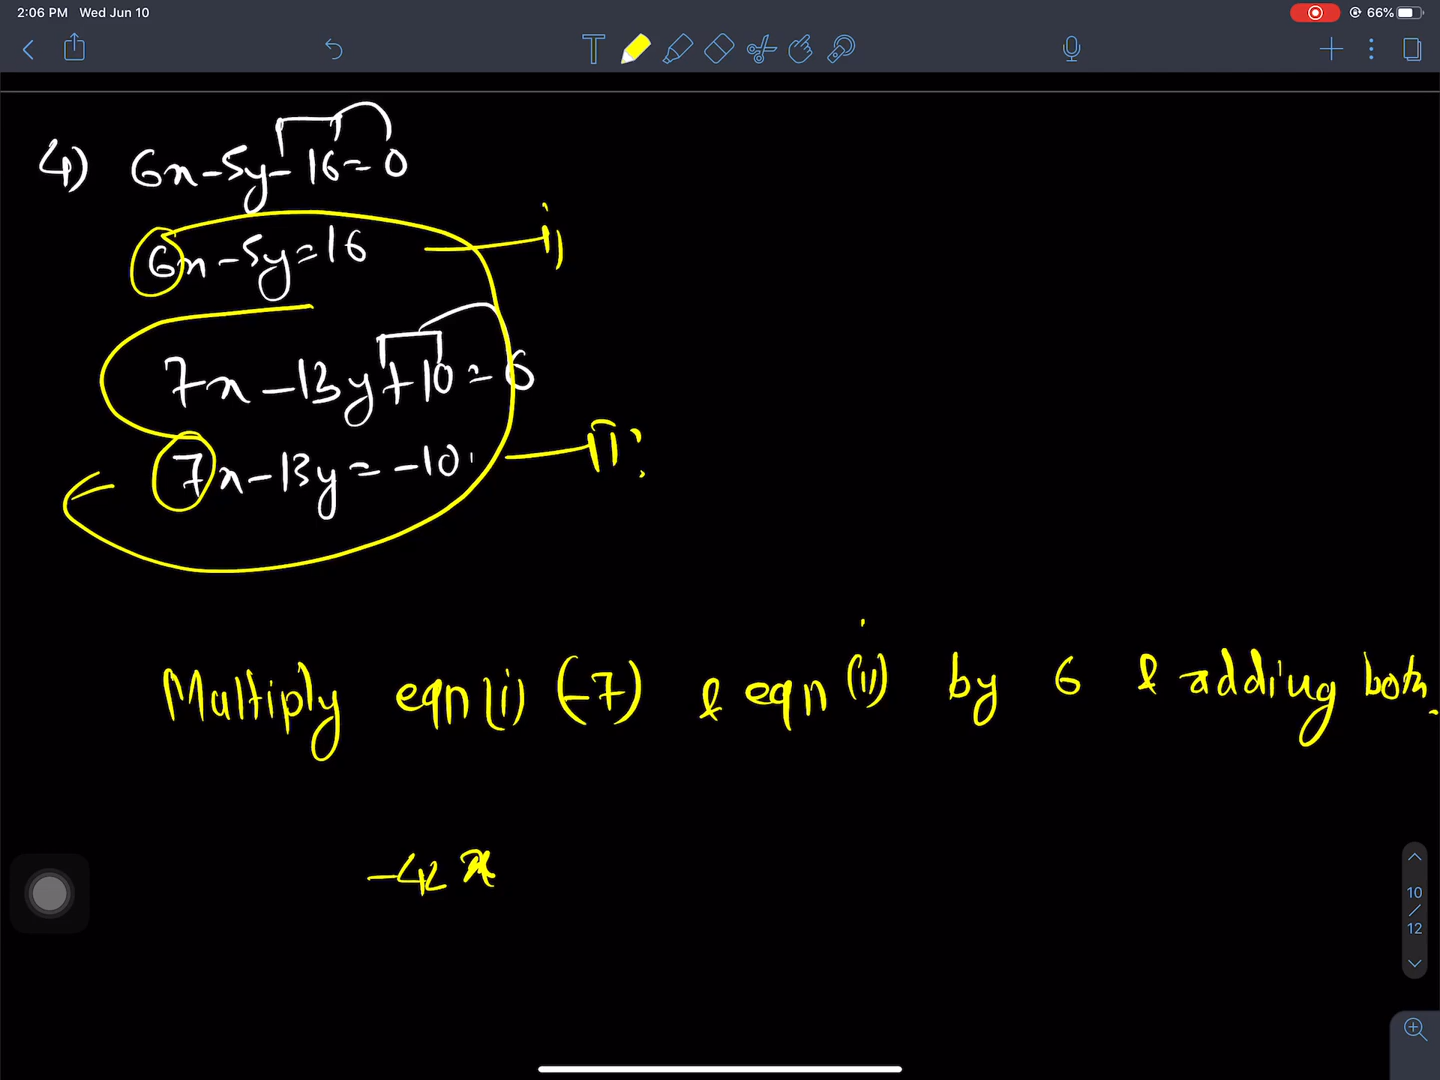 2:06 PM Wed Jun 10
66%
4) 6x-5y-16=0
6x-5y=16 i)
7x-13y+10=0
7x-13y=-10 ii)
Multiply eqn(i) (-7) & eqn (ii) by 6 & adding both.
-42x
10
/
12